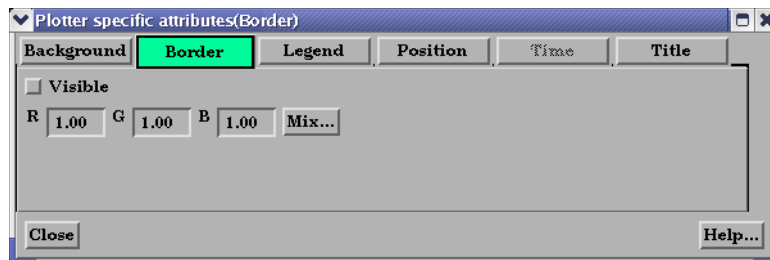 Plotter specific attributes(Border)
Background Border Legend Position Time Title
Visible
R 1.00 G 1.00 B 1.00 Mix...
Close Help...